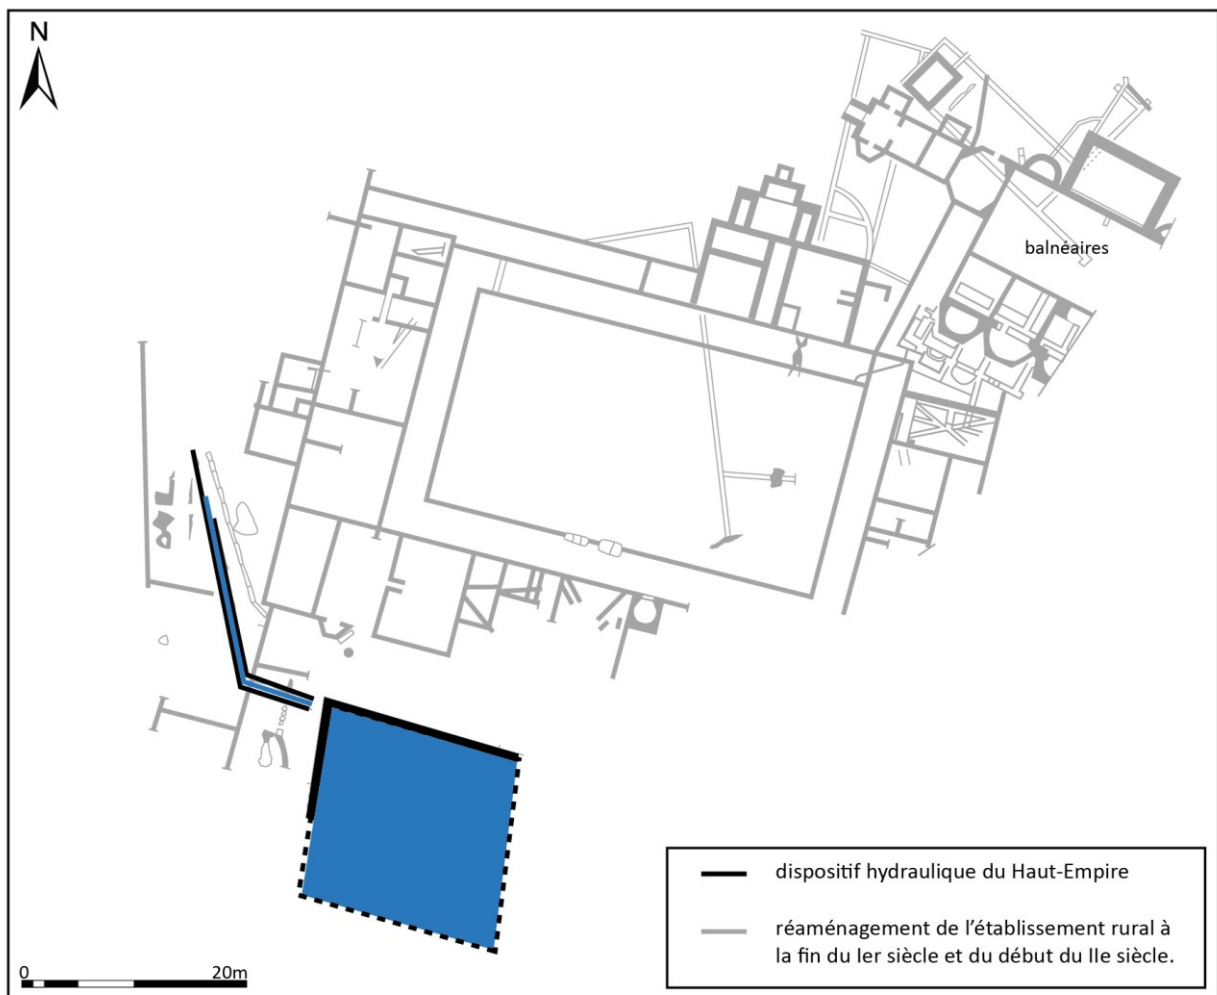 N
balnéaires
dispositif hydraulique du Haut-Empire
réaménagement de l’établissement rural à
la fin du Ier siècle et du début du IIe siècle.
0 20m